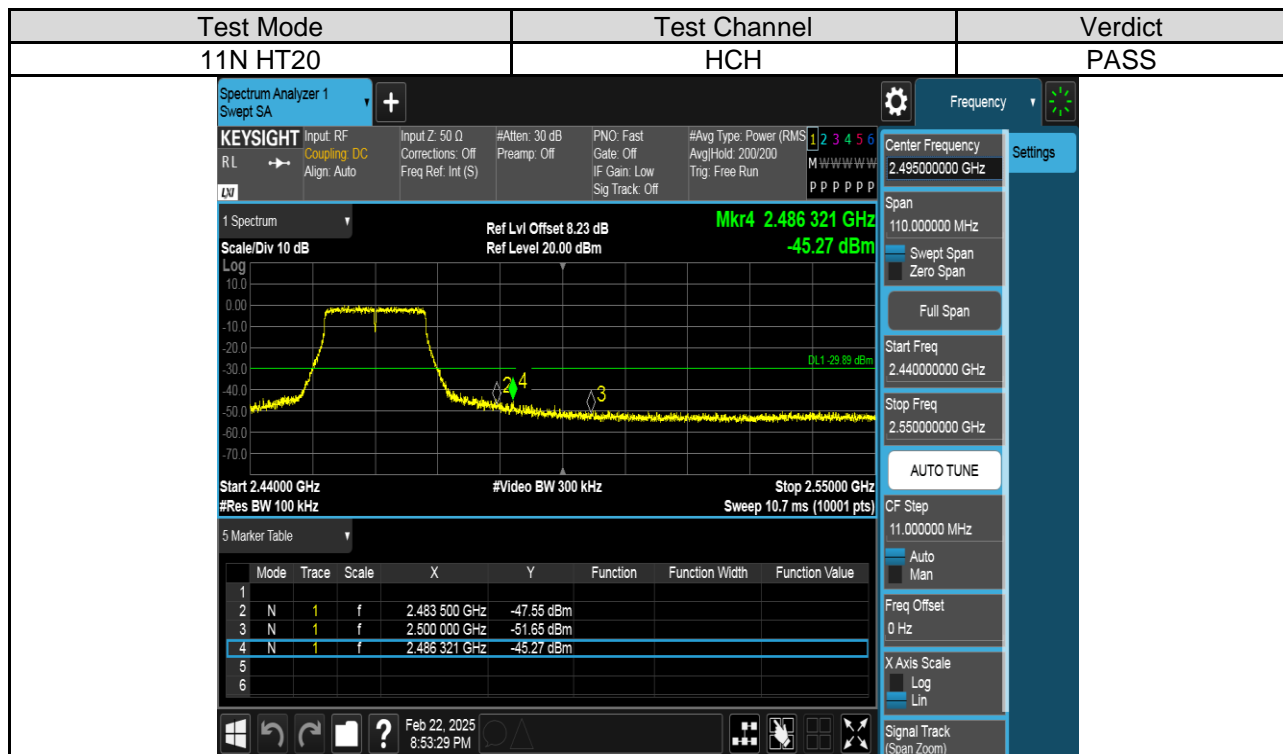 Test Mode Test Channel Verdict
11N HT20 HCH PASS
Spectrum Analyzer 1
Swept SA
+
Frequency
KEYSIGHT
R L
LXI
Input: RF
Coupling: DC
Align: Auto
Input Z: 50 Ω
Corrections: Off
Freq Ref: Int (S)
#Atten: 30 dB
Preamp: Off
PNO: Fast
Gate: Off
IF Gain: Low
Sig Track: Off
#Avg Type: Power (RMS
Avg|Hold: 200/200
Trig: Free Run
1 2 3 4 5 6
M W W W W W
P P P P P P
Center Frequency
2.495000000 GHz
Settings
Span
110.000000 MHz
Swept Span
Zero Span
Full Span
Start Freq
2.440000000 GHz
Stop Freq
2.550000000 GHz
AUTO TUNE
CF Step
11.000000 MHz
Auto
Man
Freq Offset
0 Hz
X Axis Scale
Log
Lin
Signal Track
(Span Zoom)
1 Spectrum
Scale/Div 10 dB
Ref Lvl Offset 8.23 dB
Ref Level 20.00 dBm
Mkr4 2.486 321 GHz
-45.27 dBm
Log
10.0
0.00
-10.0
-20.0
-30.0
-40.0
-50.0
-60.0
-70.0
DL1 -29.89 dBm
2 4 3
Start 2.44000 GHz #Video BW 300 kHz Stop 2.55000 GHz
#Res BW 100 kHz Sweep 10.7 ms (10001 pts)
5 Marker Table
Mode Trace Scale X Y Function Function Width Function Value
1
2 N 1 f 2.483 500 GHz -47.55 dBm
3 N 1 f 2.500 000 GHz -51.65 dBm
4 N 1 f 2.486 321 GHz -45.27 dBm
5
6
?
Feb 22, 2025
8:53:29 PM